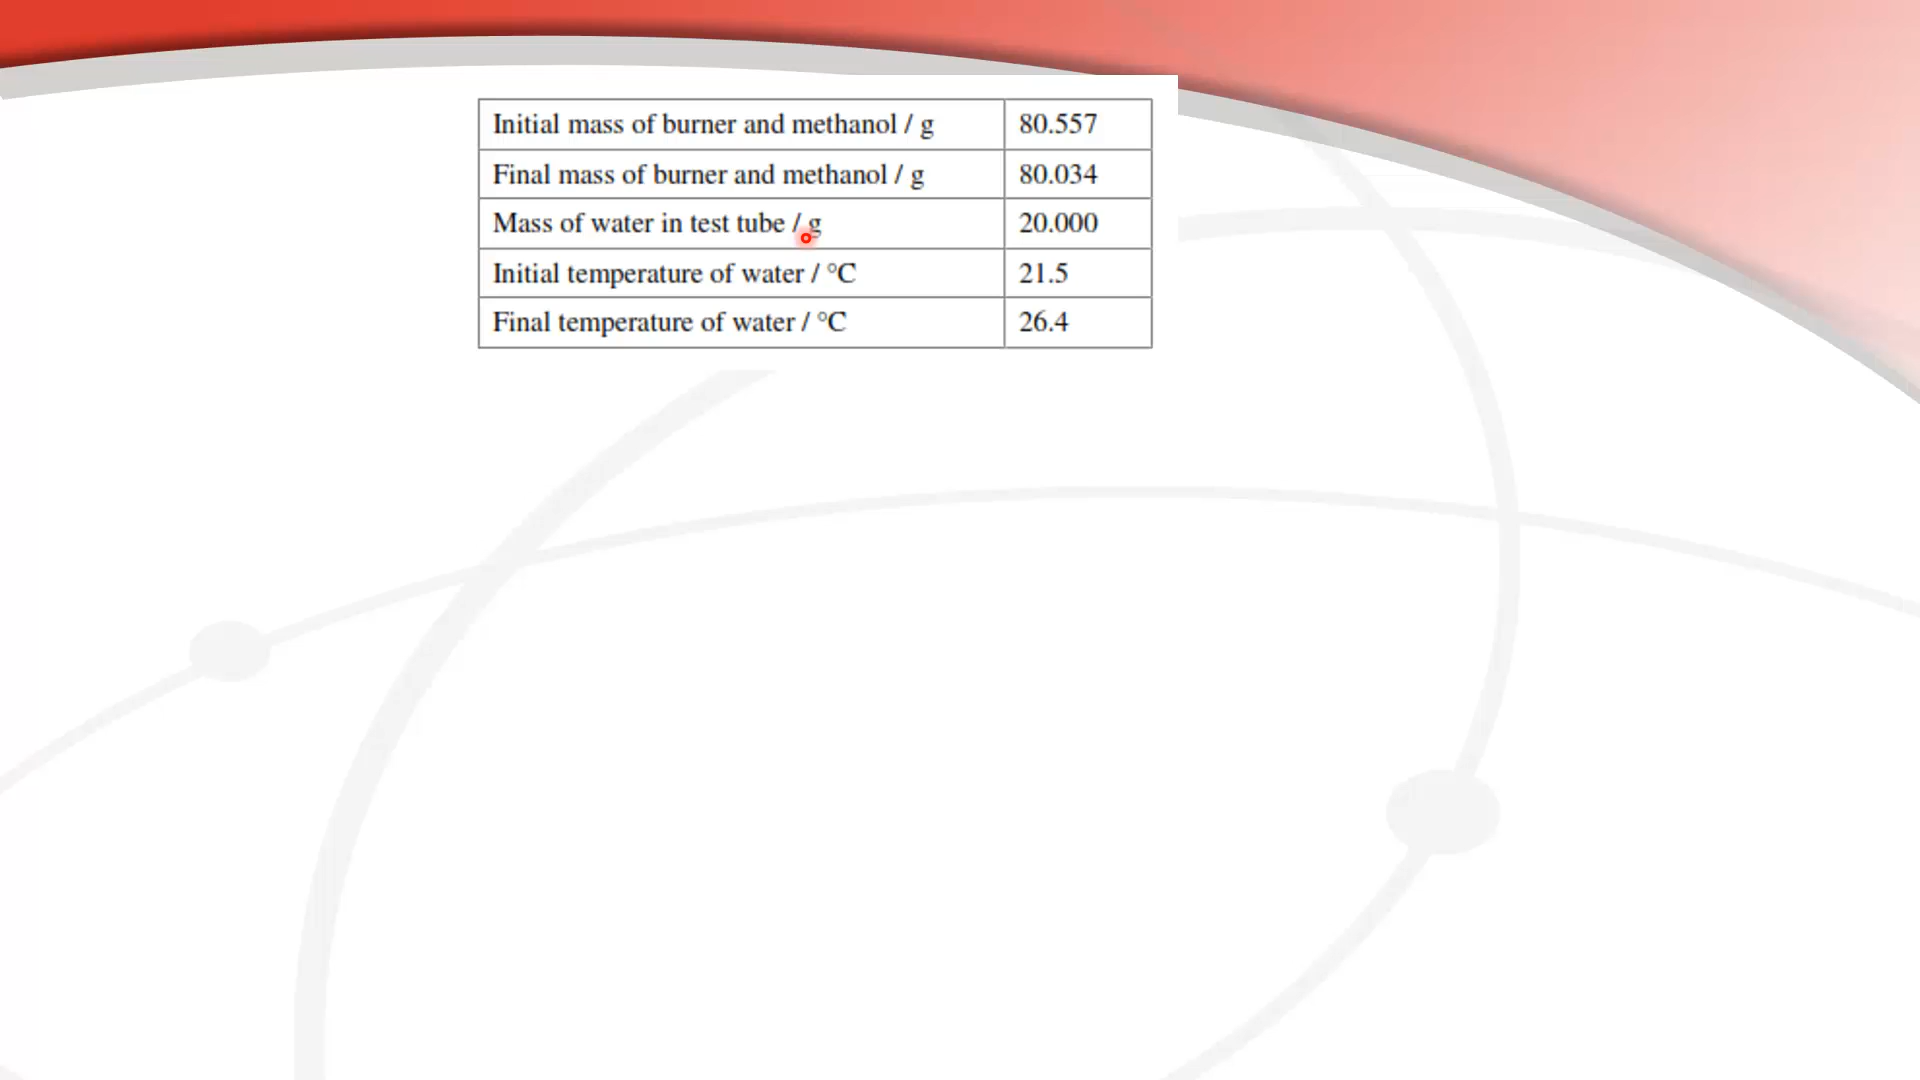 Initial mass of burner and methanol / g 80.557
Final mass of burner and methanol / g 80.034
Mass of water in test tube / g 20.000
Initial temperature of water / °C 21.5
Final temperature of water / °C 26.4